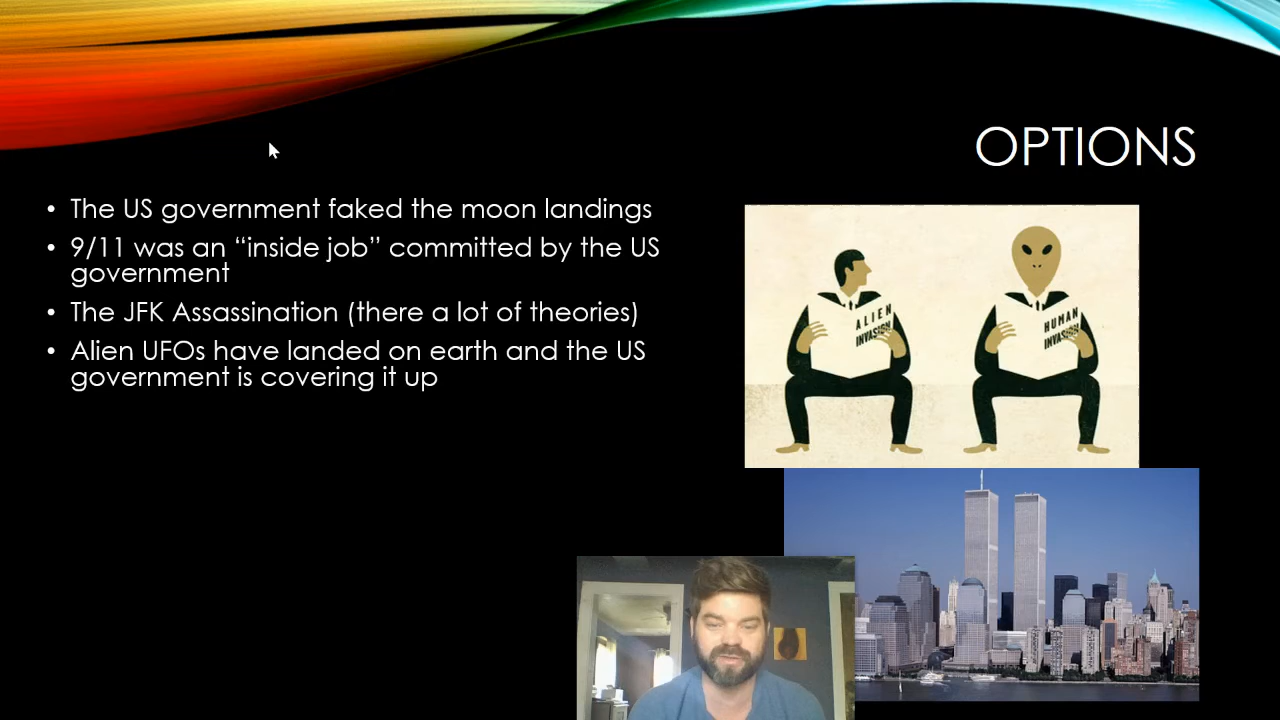 OPTIONS
• The US government faked the moon landings
• 9/11 was an “inside job” committed by the US
government
• The JFK Assassination (there a lot of theories)
• Alien UFOs have landed on earth and the US
government is covering it up
ALIEN
INVASION
HUMAN
INVASION